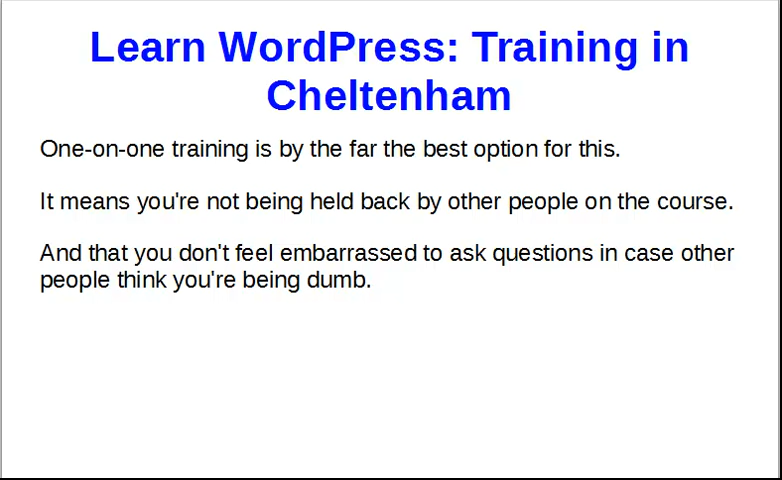 Learn WordPress: Training in
Cheltenham
One-on-one training is by the far the best option for this.
It means you're not being held back by other people on the course.
And that you don't feel embarrassed to ask questions in case other
people think you're being dumb.